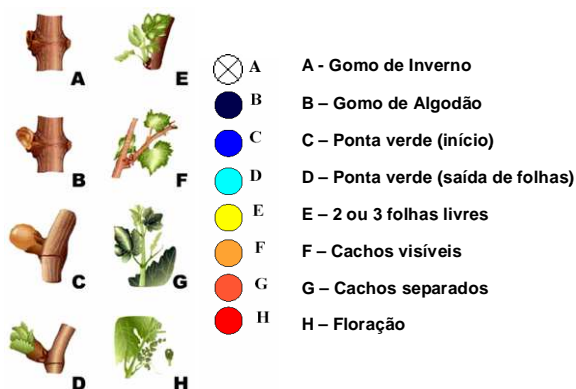 A E
B F
C G
D H
A A - Gomo de Inverno
B B – Gomo de Algodão
C C – Ponta verde (início)
D D – Ponta verde (saída de folhas)
E E – 2 ou 3 folhas livres
F F – Cachos visíveis
G G – Cachos separados
H H – Floração